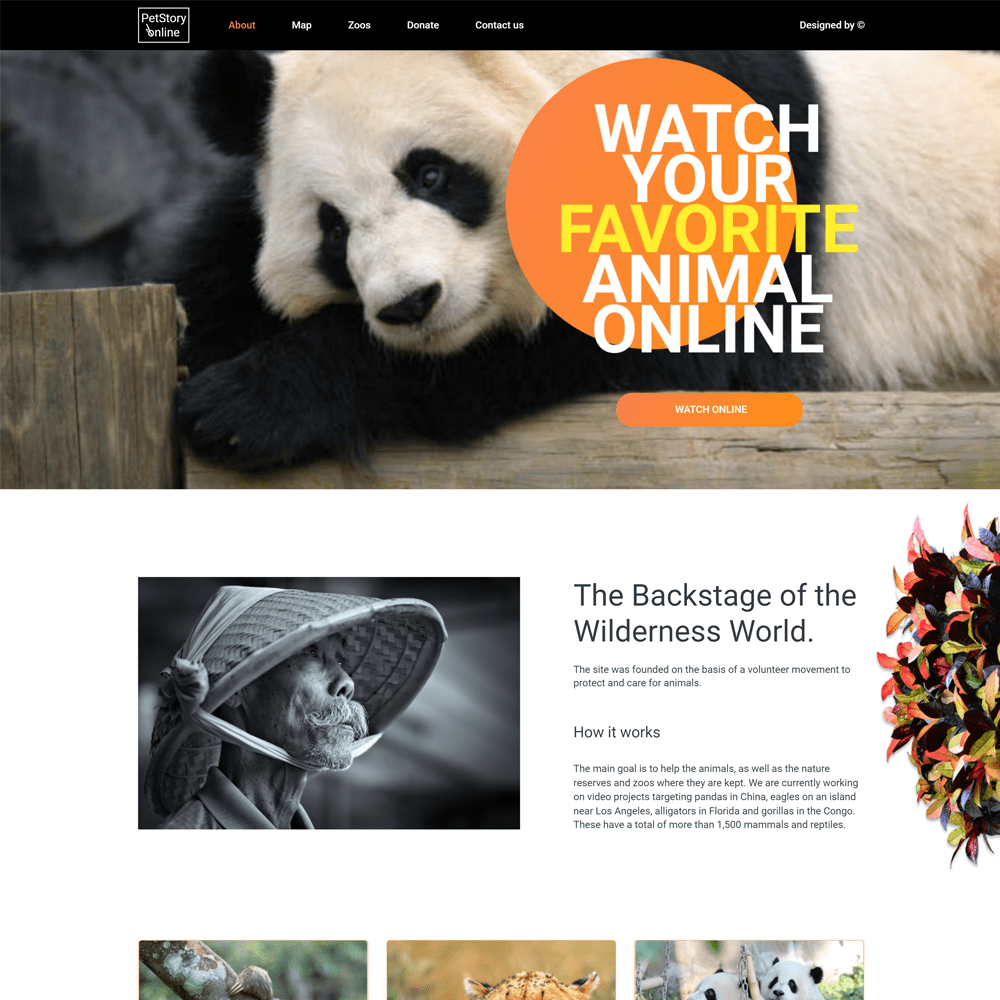 PetStory
online
About
Map
Zoos
Donate
Contact us
Designed by ©
WATCH
YOUR
FAVORITE
ANIMAL
ONLINE
WATCH ONLINE
The Backstage of the
Wilderness World.
The site was founded on the basis of a volunteer movement to
protect and care for animals.
How it works
The main goal is to help the animals, as well as the nature
reserves and zoos where they are kept. We are currently working
on video projects targeting pandas in China, eagles on an island
near Los Angeles, alligators in Florida and gorillas in the Congo.
These have a total of more than 1,500 mammals and reptiles.